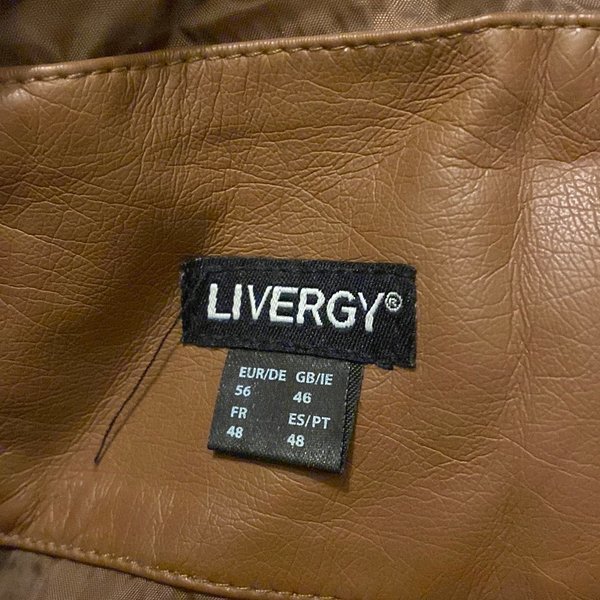 LIVERGY®
EUR/DE GB/IE
56 46
FR ES/PT
48 48